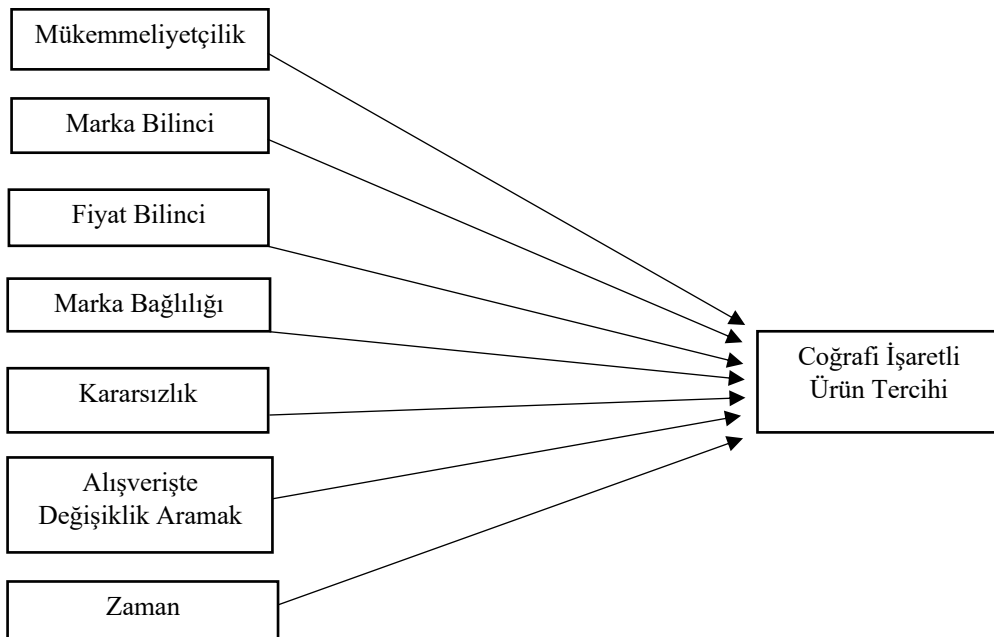 Mükemmeliyetçilik
Marka Bilinci
Fiyat Bilinci
Marka Bağlılığı
Kararsızlık
Alışverişte
Değişiklik Aramak
Zaman
Coğrafi İşaretli
Ürün Tercihi